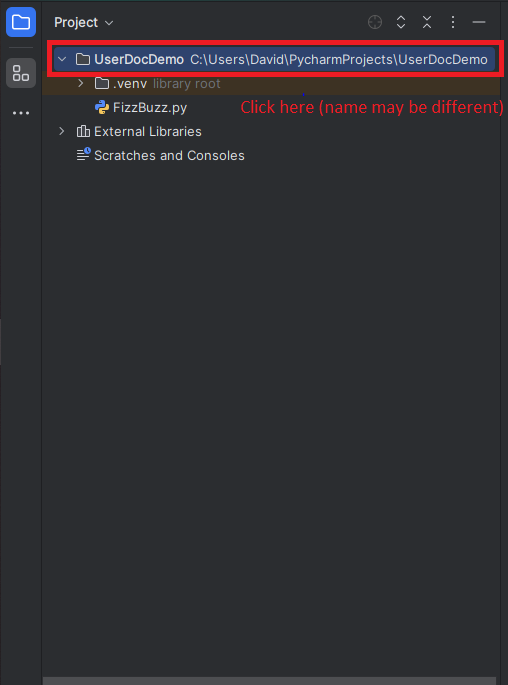 Project
UserDocDemo C:\Users\David\PycharmProjects\UserDocDemo
.venv library root
FizzBuzz.py Click here (name may be different)
External Libraries
Scratches and Consoles